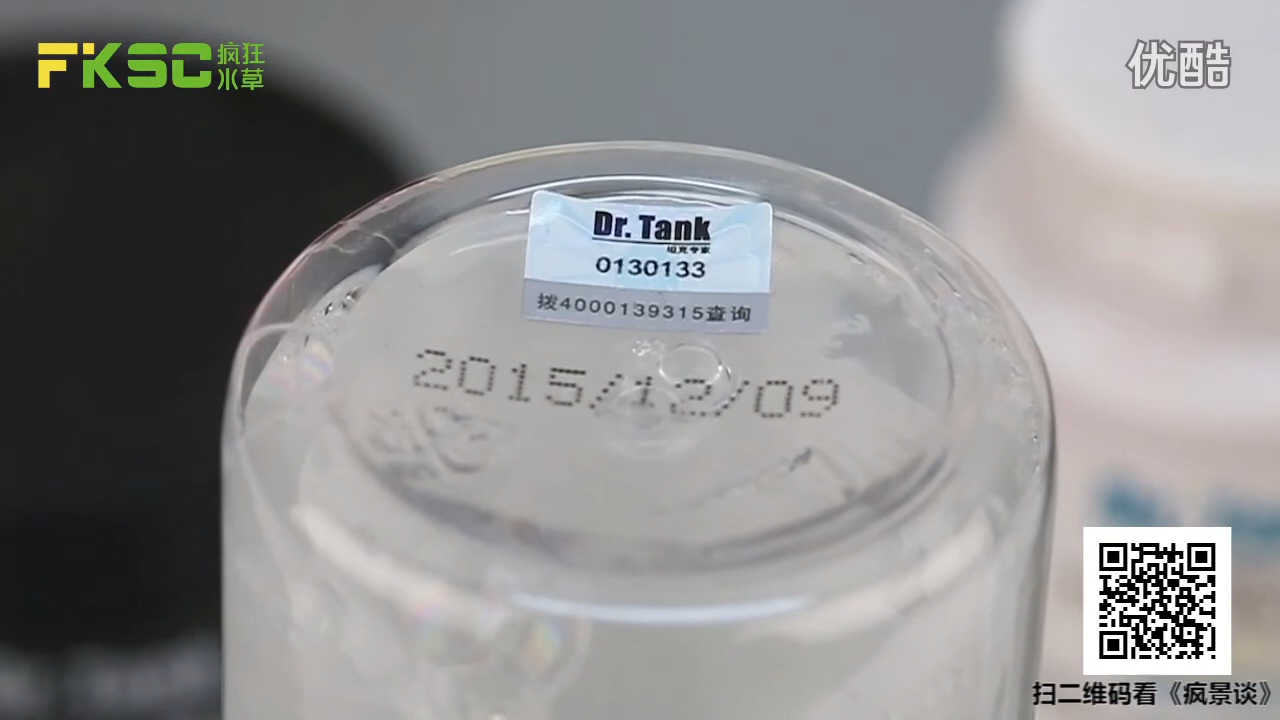 FKSC 疯狂水草
优酷
Dr. Tank
坦克专家
0130133
拨4000139315查询
2015/12/09
扫二维码看《疯景谈》